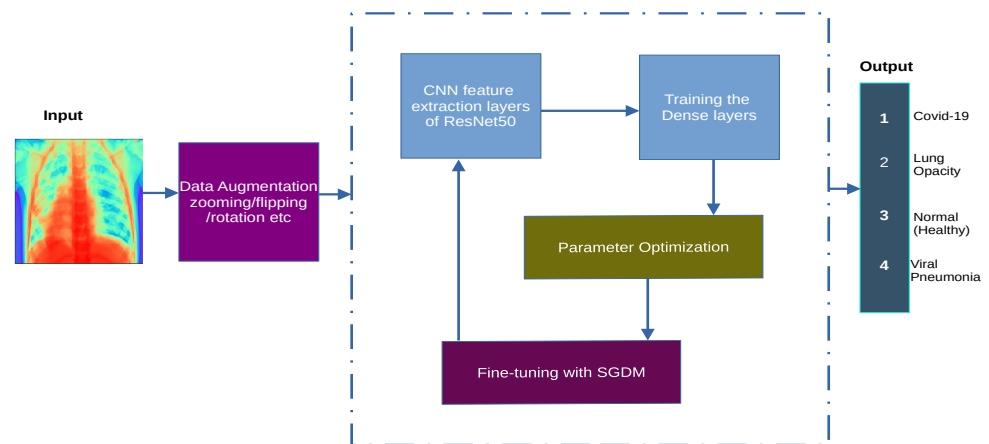 Input
Data Augmentation
zooming/flipping
/rotation etc
CNN feature
extraction layers
of ResNet50
Training the
Dense layers
Parameter Optimization
Fine-tuning with SGDM
Output
1
Covid-19
2
Lung
Opacity
3
Normal
(Healthy)
4
Viral
Pneumonia